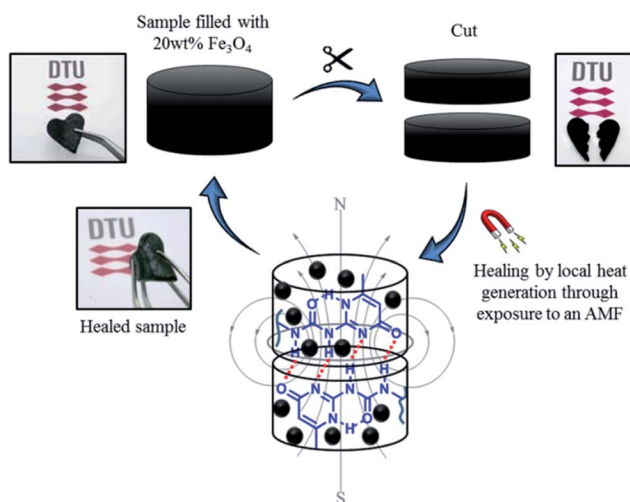 Sample filled with
20wt% Fe₃O₄
Cut
DTU
DTU
N
DTU
Healing by local heat
generation through
exposure to an AMF
Healed sample
H
O
N
H
N
O
N
N
N
H
H
H
H
O
N
N
N
N
N
H
O
S